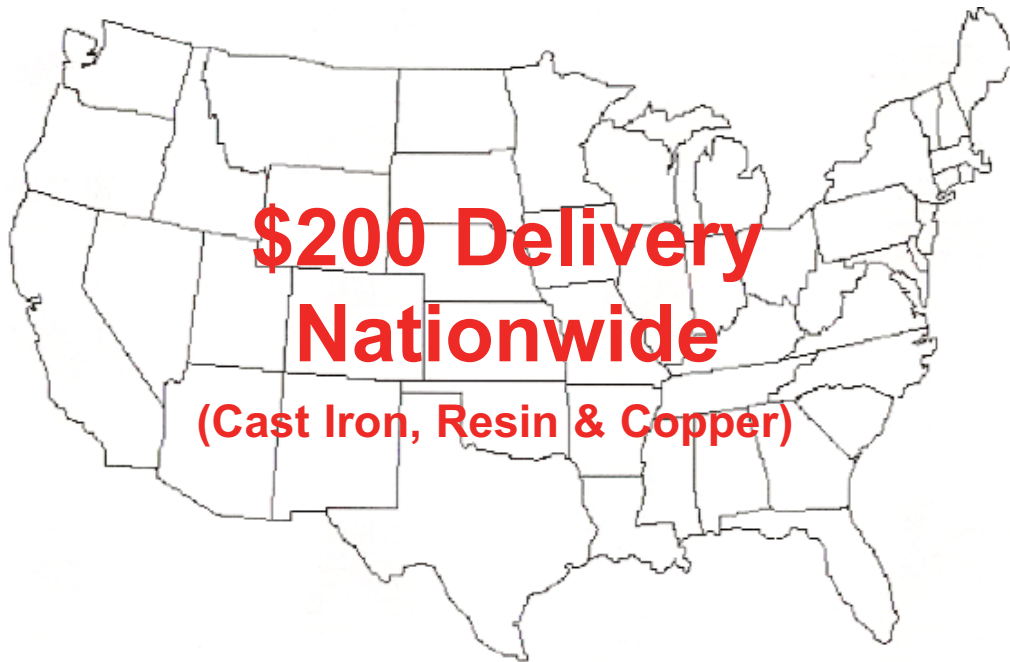 $200 Delivery
Nationwide
(Cast Iron, Resin & Copper)